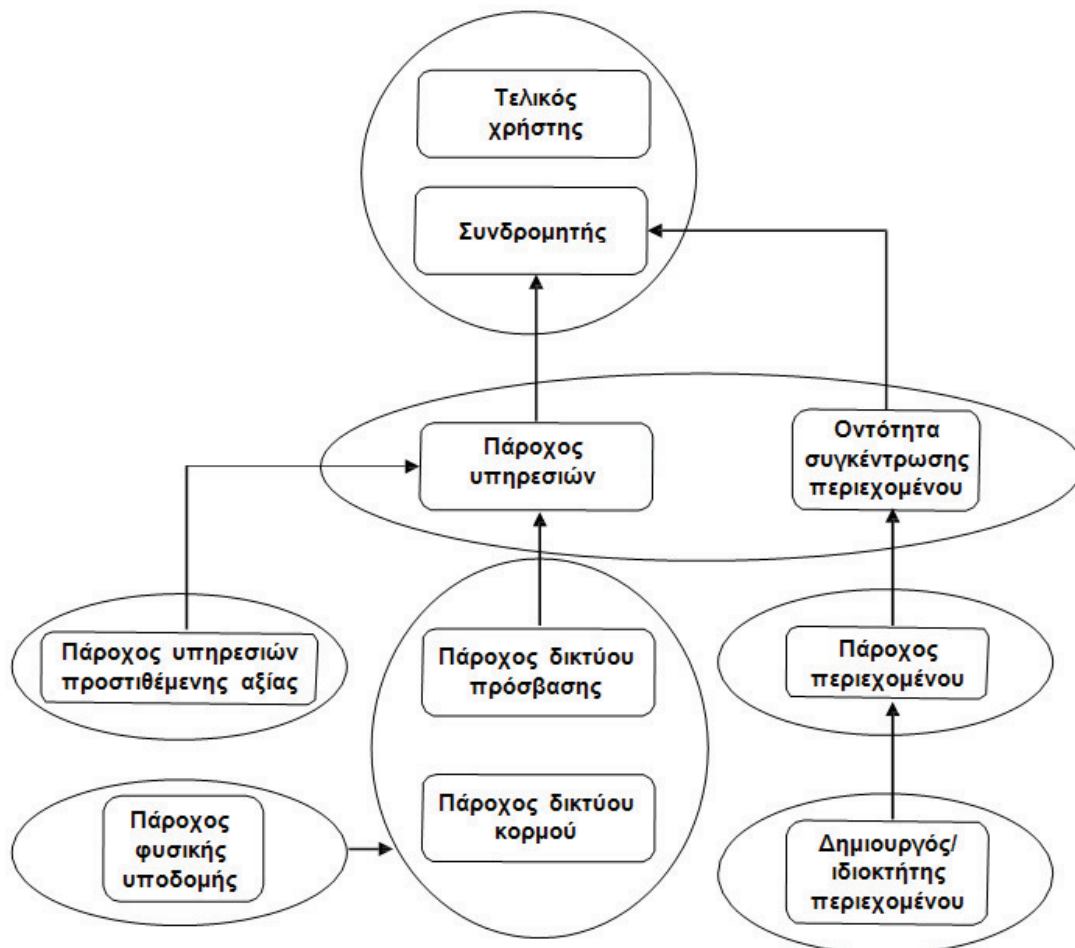 Τελικός
χρήστης
Συνδρομητής
Πάροχος
υπηρεσιών
Οντότητα
συγκέντρωσης
περιεχομένου
Πάροχος υπηρεσιών
προστιθέμενης αξίας
Πάροχος δικτύου
πρόσβασης
Πάροχος
περιεχομένου
Πάροχος
φυσικής
υποδομής
Πάροχος δικτύου
κορμού
Δημιουργός/
ιδιοκτήτης
περιεχομένου